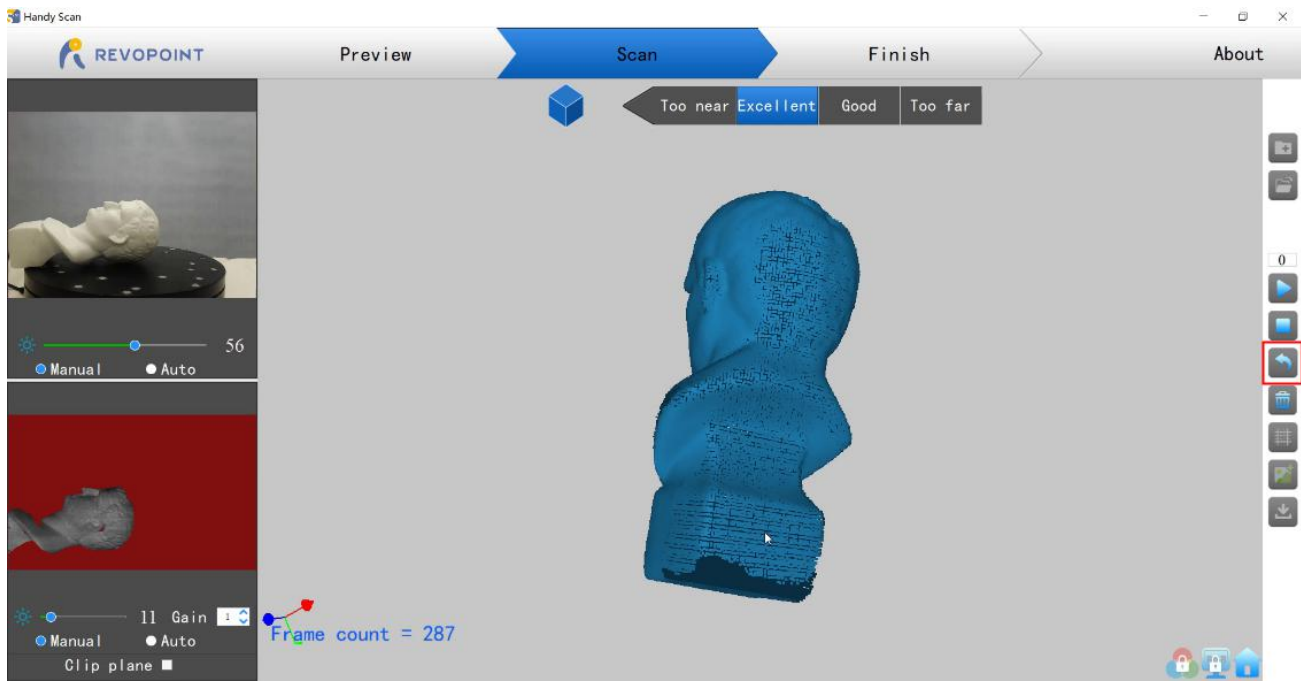 Handy Scan
REVOPOINT
Preview
Scan
Finish
About
Too near Excellent Good Too far
0
56
Manual Auto
11 Gain 1
Manual Auto
Clip plane
Frame count = 287